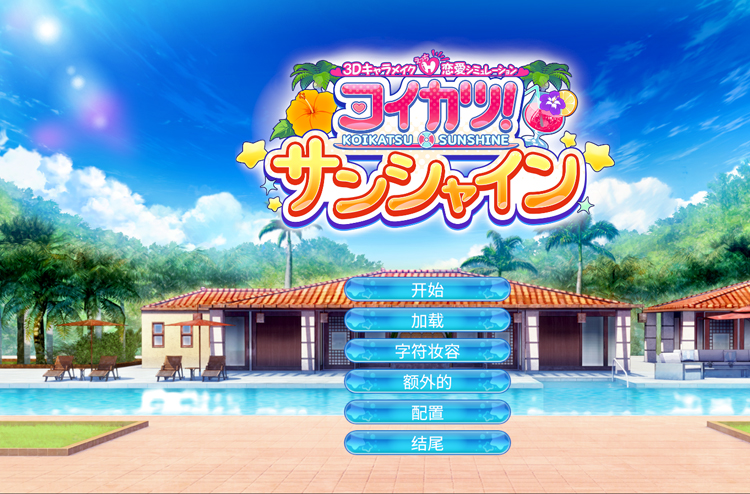 3Dキャラメイク H 恋愛シミュレーション
コイカツ!
KOIKATSU SUNSHINE
サンシャイン
开始
加载
字符妆容
额外的
配置
结尾